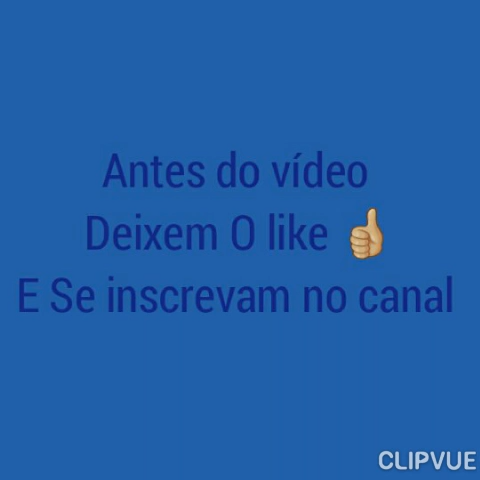 Antes do vídeo
Deixem O like 👍🏼
E Se inscrevam no canal
CLIPVUE